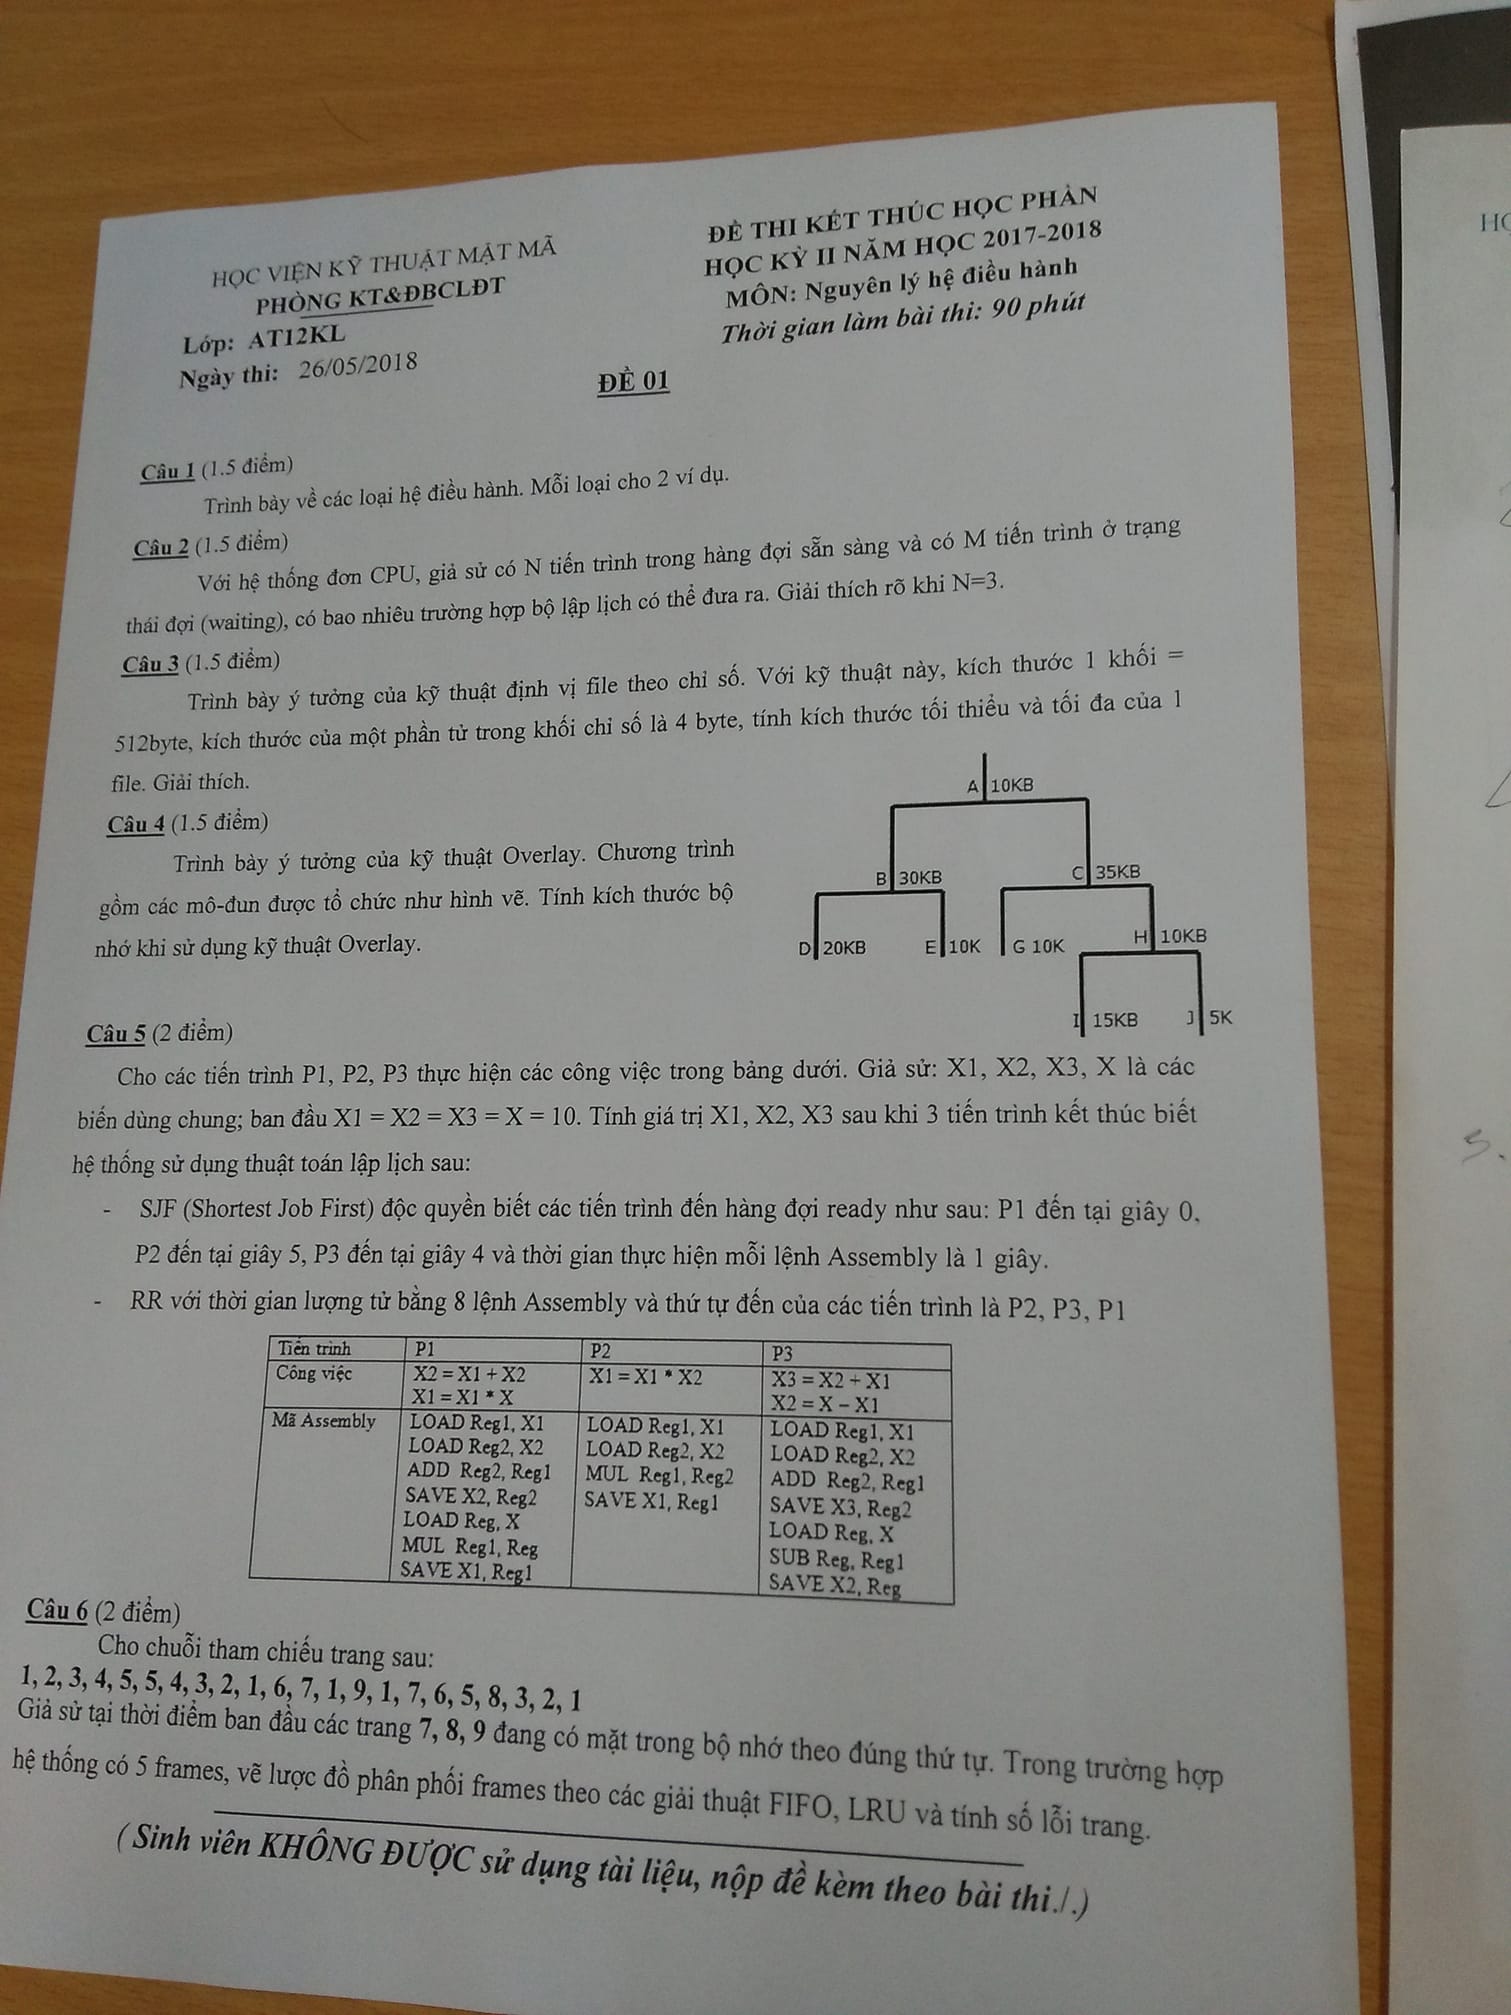 HỌC VIỆN KỸ THUẬT MẬT MÃ
PHÒNG KT&ĐBCLĐT
Lớp: AT12KL
Ngày thi: 26/05/2018
ĐỀ THI KẾT THÚC HỌC PHẦN
HỌC KỲ II NĂM HỌC 2017-2018
MÔN: Nguyên lý hệ điều hành
Thời gian làm bài thi: 90 phút
ĐỀ 01
Câu 1 (1.5 điểm)
Trình bày về các loại hệ điều hành. Mỗi loại cho 2 ví dụ.
Câu 2 (1.5 điểm)
Với hệ thống đơn CPU, giả sử có N tiến trình trong hàng đợi sẵn sàng và có M tiến trình ở trạng
thái đợi (waiting), có bao nhiêu trường hợp bộ lập lịch có thể đưa ra. Giải thích rõ khi N=3.
Câu 3 (1.5 điểm)
Trình bày ý tưởng của kỹ thuật định vị file theo chỉ số. Với kỹ thuật này, kích thước 1 khối =
512byte, kích thước của một phần tử trong khối chỉ số là 4 byte, tính kích thước tối thiểu và tối đa của 1
file. Giải thích.
Câu 4 (1.5 điểm)
Trình bày ý tưởng của kỹ thuật Overlay. Chương trình
gồm các mô-đun được tổ chức như hình vẽ. Tính kích thước bộ
nhớ khi sử dụng kỹ thuật Overlay.
A 10KB
B 30KB C 35KB
D 20KB E 10K G 10K H 10KB
I 15KB J 5K
Câu 5 (2 điểm)
Cho các tiến trình P1, P2, P3 thực hiện các công việc trong bảng dưới. Giả sử: X1, X2, X3, X là các
biến dùng chung; ban đầu X1 = X2 = X3 = X = 10. Tính giá trị X1, X2, X3 sau khi 3 tiến trình kết thúc biết
hệ thống sử dụng thuật toán lập lịch sau:
- SJF (Shortest Job First) độc quyền biết các tiến trình đến hàng đợi ready như sau: P1 đến tại giây 0,
P2 đến tại giây 5, P3 đến tại giây 4 và thời gian thực hiện mỗi lệnh Assembly là 1 giây.
- RR với thời gian lượng tử bằng 8 lệnh Assembly và thứ tự đến của các tiến trình là P2, P3, P1
Tiến trình P1 P2 P3
Công việc X2 = X1 + X2 X1 = X1 * X2 X3 = X2 + X1
X1 = X1 * X X2 = X – X1
Mã Assembly LOAD Reg1, X1 LOAD Reg1, X1 LOAD Reg1, X1
LOAD Reg2, X2 LOAD Reg2, X2 LOAD Reg2, X2
ADD Reg2, Reg1 MUL Reg1, Reg2 ADD Reg2, Reg1
SAVE X2, Reg2 SAVE X1, Reg1 SAVE X3, Reg2
LOAD Reg, X LOAD Reg, X
MUL Reg1, Reg SUB Reg, Reg1
SAVE X1, Reg1 SAVE X2, Reg
Câu 6 (2 điểm)
Cho chuỗi tham chiếu trang sau:
1, 2, 3, 4, 5, 5, 4, 3, 2, 1, 6, 7, 1, 9, 1, 7, 6, 5, 8, 3, 2, 1
Giả sử tại thời điểm ban đầu các trang 7, 8, 9 đang có mặt trong bộ nhớ theo đúng thứ tự. Trong trường hợp
hệ thống có 5 frames, vẽ lược đồ phân phối frames theo các giải thuật FIFO, LRU và tính số lỗi trang.
( Sinh viên KHÔNG ĐƯỢC sử dụng tài liệu, nộp đề kèm theo bài thi./.)
5.